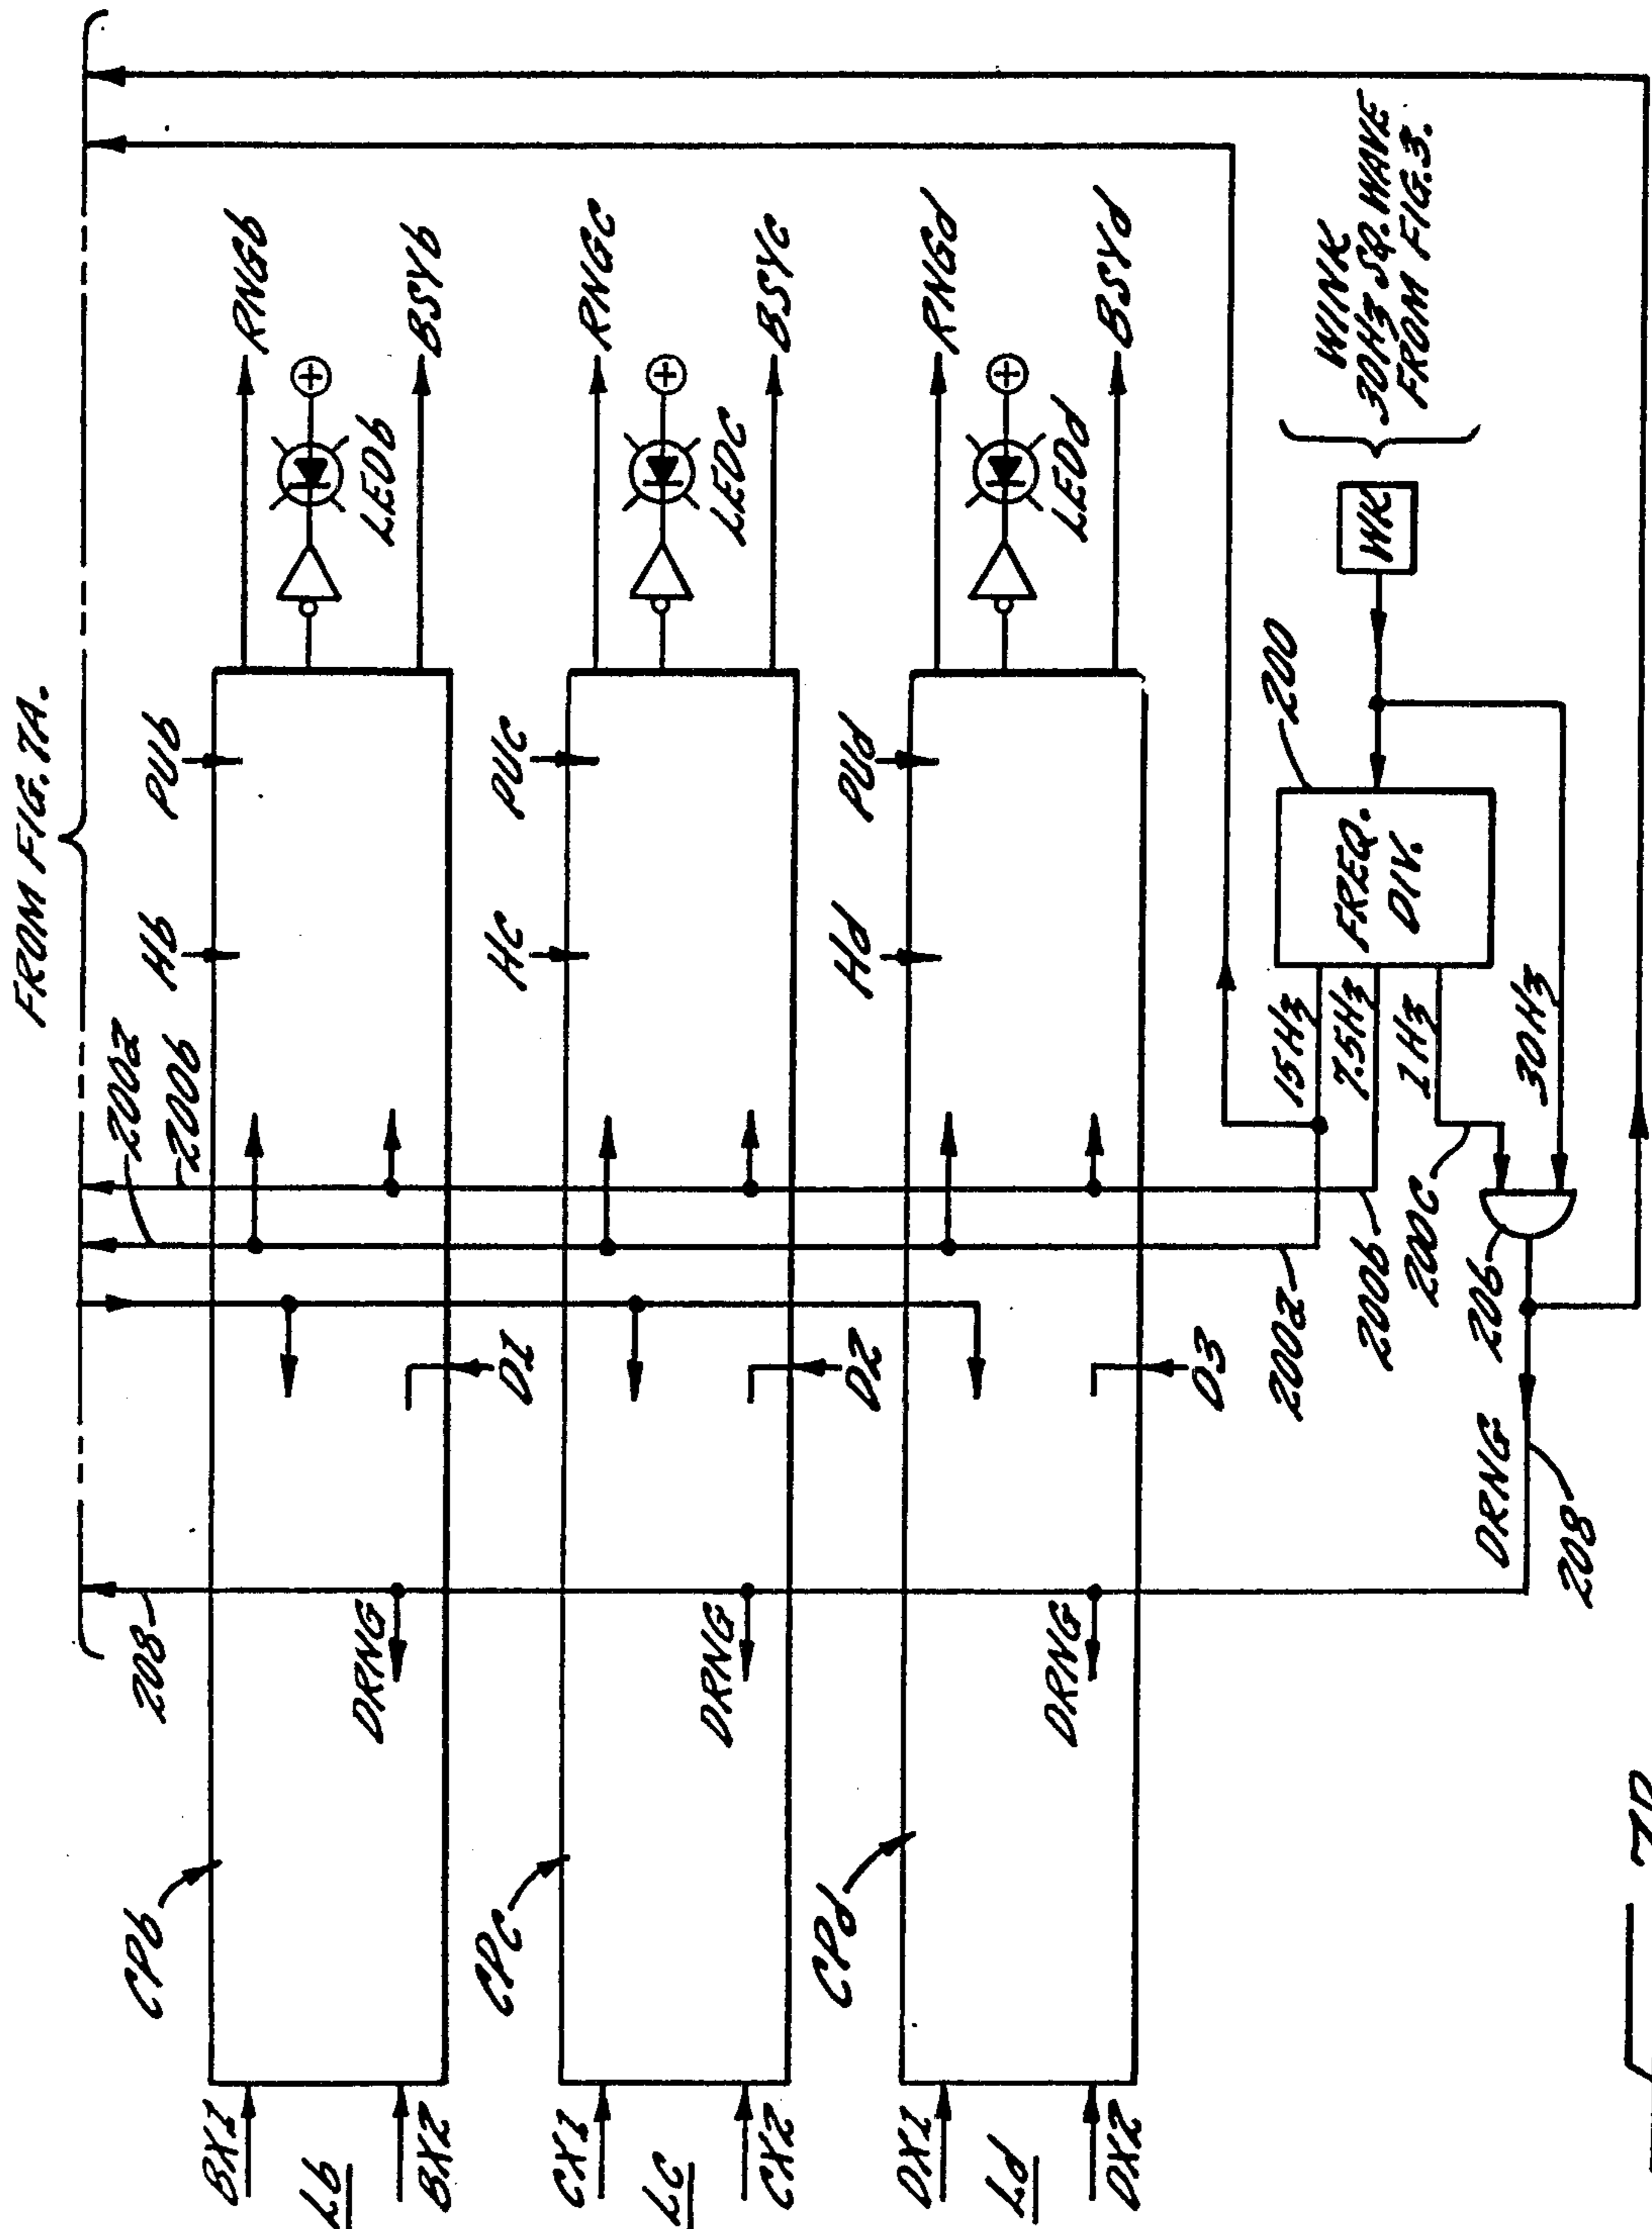 FROM FIG. 7A.
200a
200b
208
Hb
PUb
CPb
BX1
Lb
BX2
DRNG
D1
RNGb
LEDb
BSYb
Hc
PUc
CPc
CX1
Lc
CX2
DRNG
D2
RNGc
LEDc
BSYc
Hd
PUd
CPd
DX1
Ld
DX2
DRNG
D3
RNGd
LEDd
BSYd
200
WINK
30Hz SQ. WAVE
FROM FIG. 3.
WK
FREQ.
DIV.
15Hz
7.5Hz
1Hz
30Hz
200a
200b
200c
206
DRNG
208